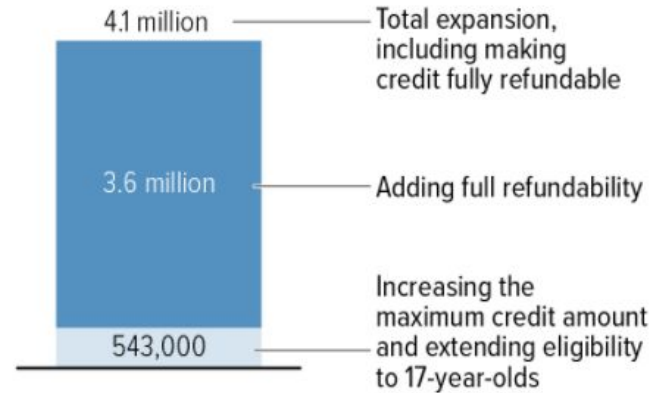 4.1 million
Total expansion,
including making
credit fully refundable
3.6 million
Adding full refundability
543,000
Increasing the
maximum credit amount
and extending eligibility
to 17-year-olds